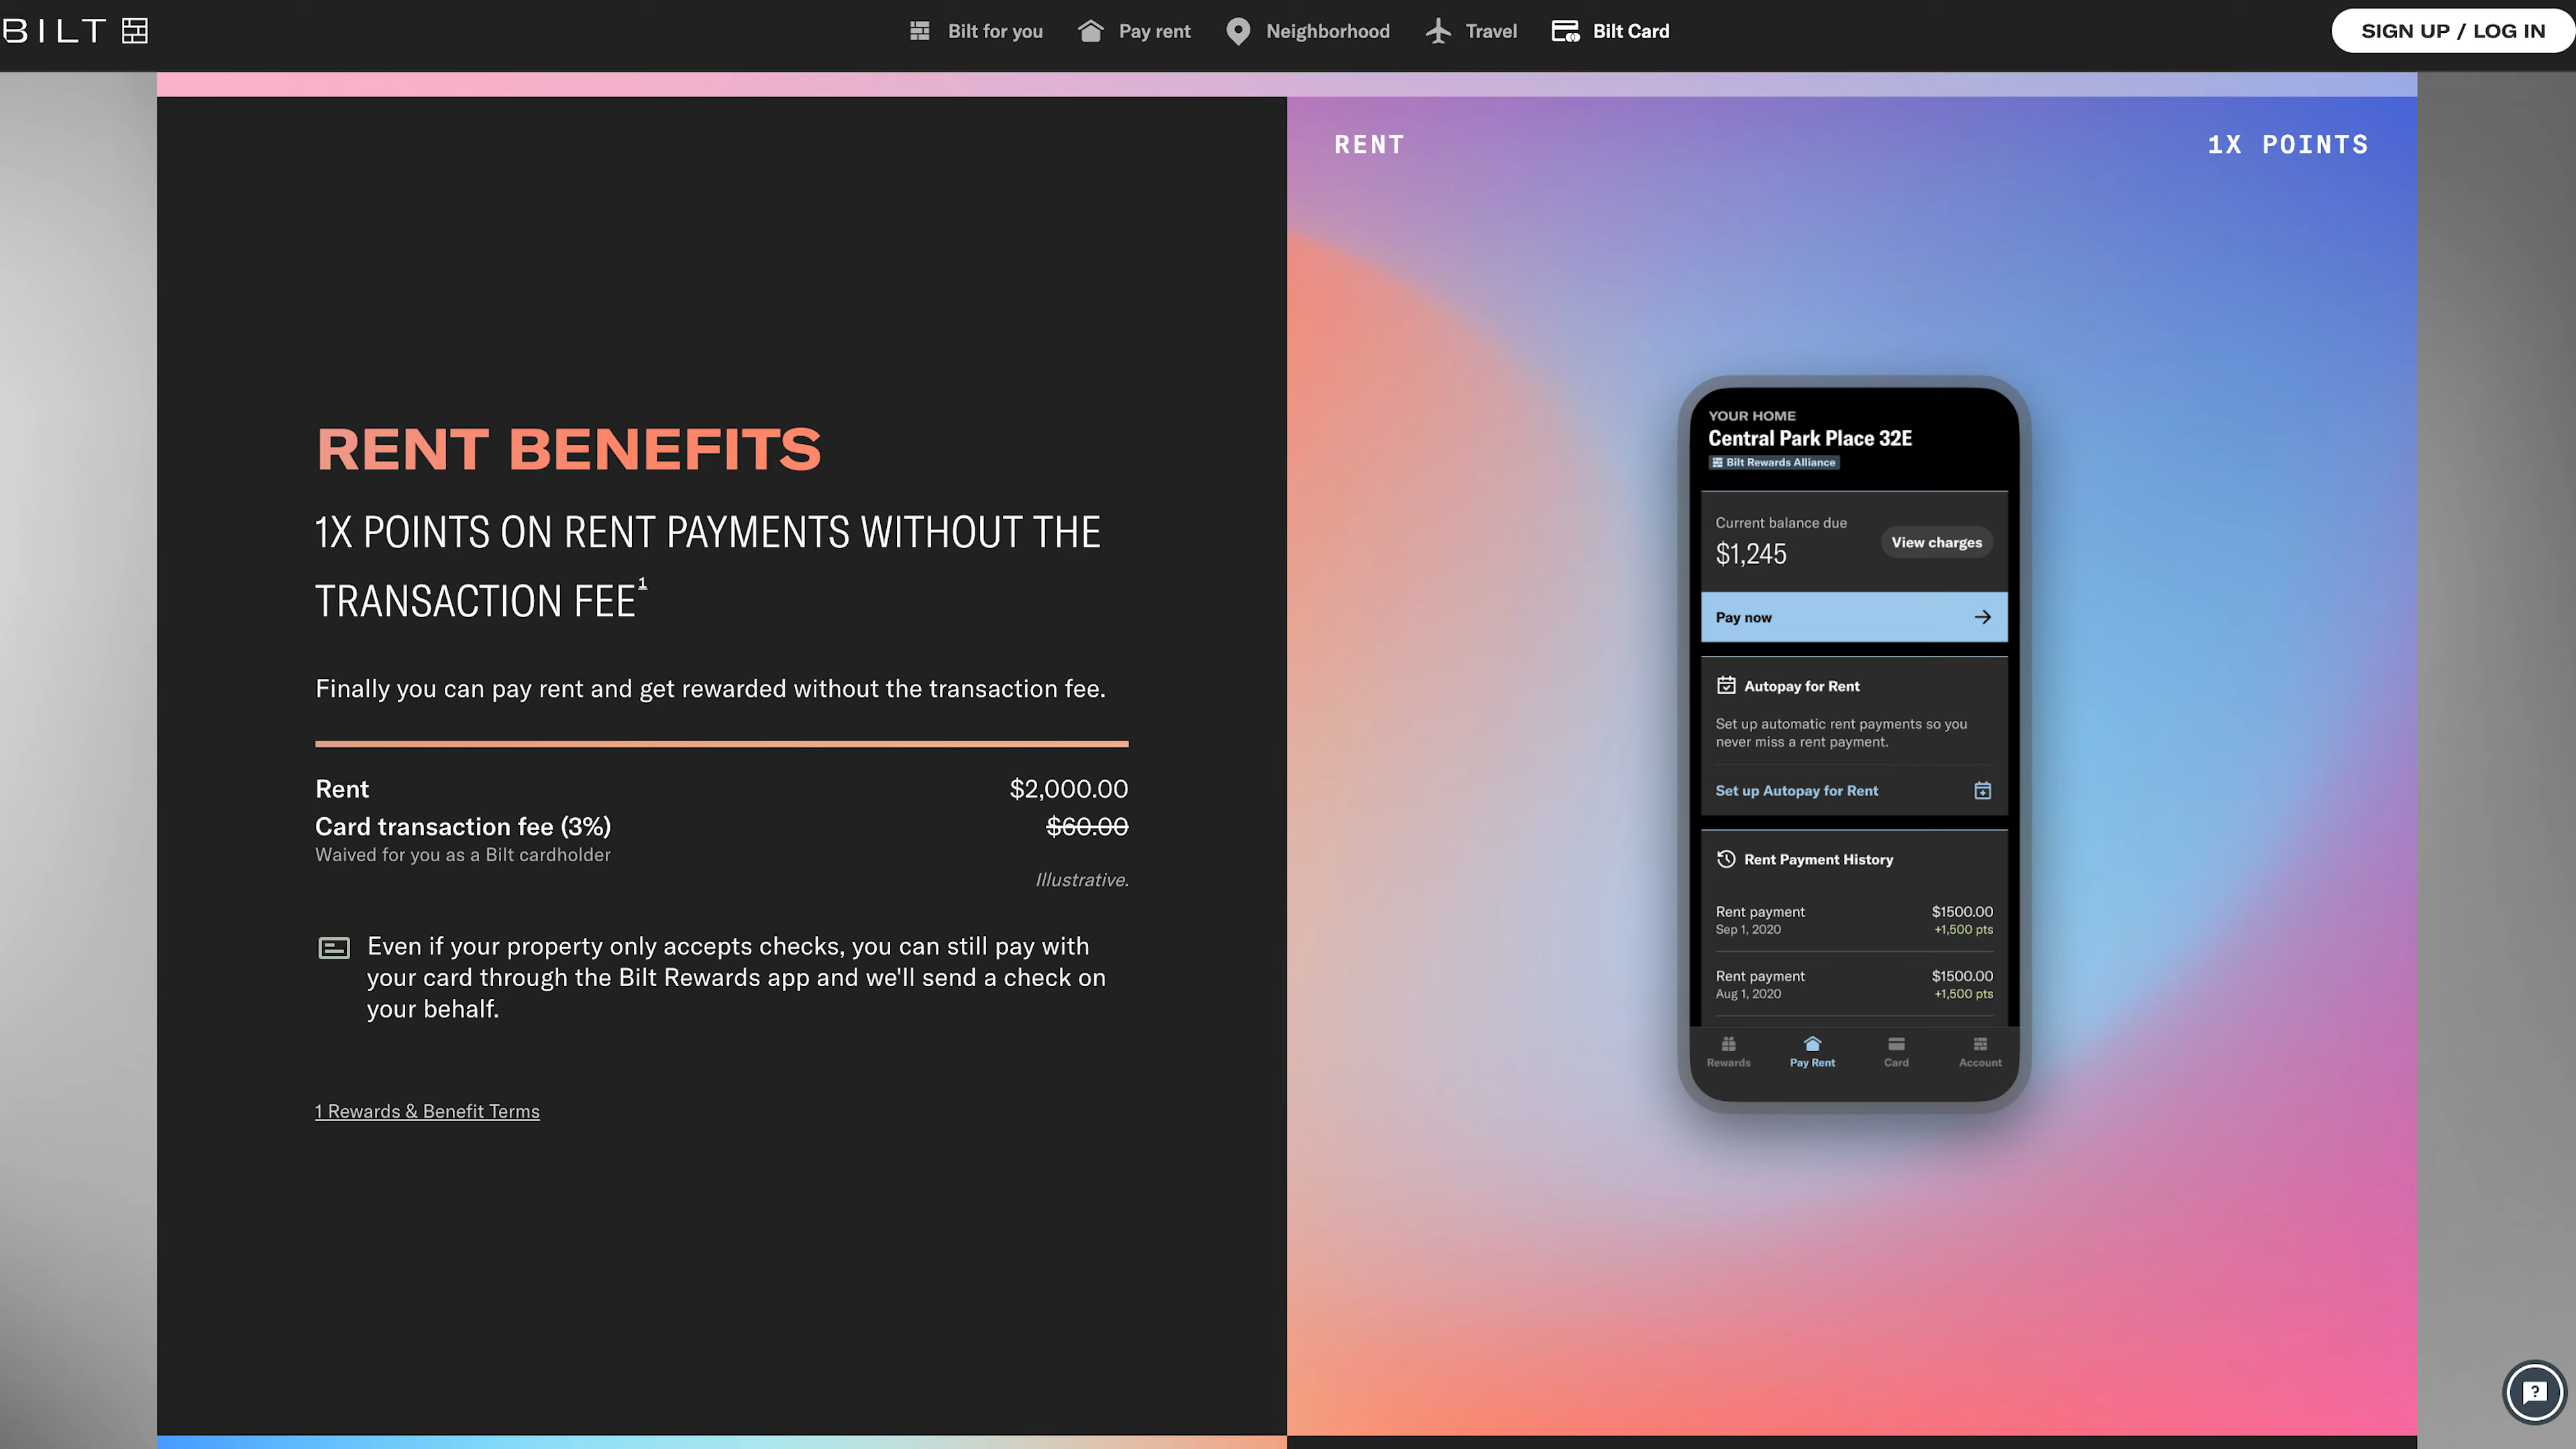 BILT
Bilt for you
Pay rent
Neighborhood
Travel
Bilt Card
SIGN UP / LOG IN
RENT BENEFITS
1X POINTS ON RENT PAYMENTS WITHOUT THE
TRANSACTION FEE1
Finally you can pay rent and get rewarded without the transaction fee.
Rent $2,000.00
Card transaction fee (3%) $60.00
Waived for you as a Bilt cardholder
Illustrative.
Even if your property only accepts checks, you can still pay with
your card through the Bilt Rewards app and we'll send a check on
your behalf.
1 Rewards & Benefit Terms
RENT
1X POINTS
YOUR HOME
Central Park Place 32E
Bilt Rewards Alliance
Current balance due
$1,245
View charges
Pay now
Autopay for Rent
Set up automatic rent payments so you
never miss a rent payment.
Set up Autopay for Rent
Rent Payment History
Rent payment $1500.00
Sep 1, 2020 +1,500 pts
Rent payment $1500.00
Aug 1, 2020 +1,500 pts
Rewards
Pay Rent
Card
Account
?